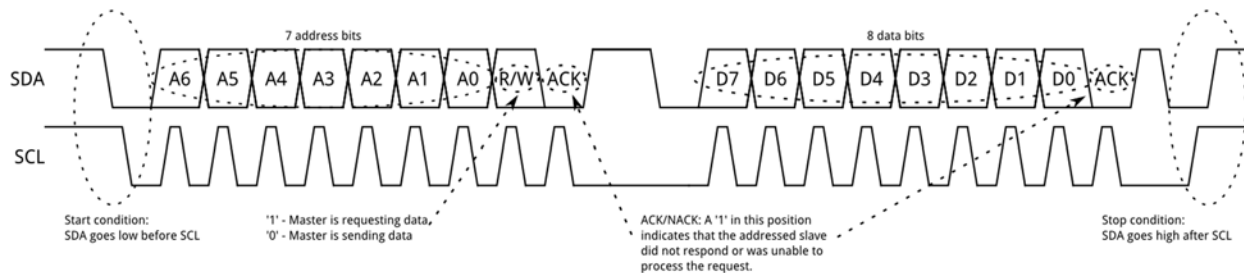 7 address bits
8 data bits
SDA
A6 A5 A4 A3 A2 A1 A0 R/W ACK
D7 D6 D5 D4 D3 D2 D1 D0 ACK
SCL
Start condition:
SDA goes low before SCL
'1' - Master is requesting data
'0' - Master is sending data
ACK/NACK: A '1' in this position
indicates that the addressed slave
did not respond or was unable to
process the request.
Stop condition:
SDA goes high after SCL